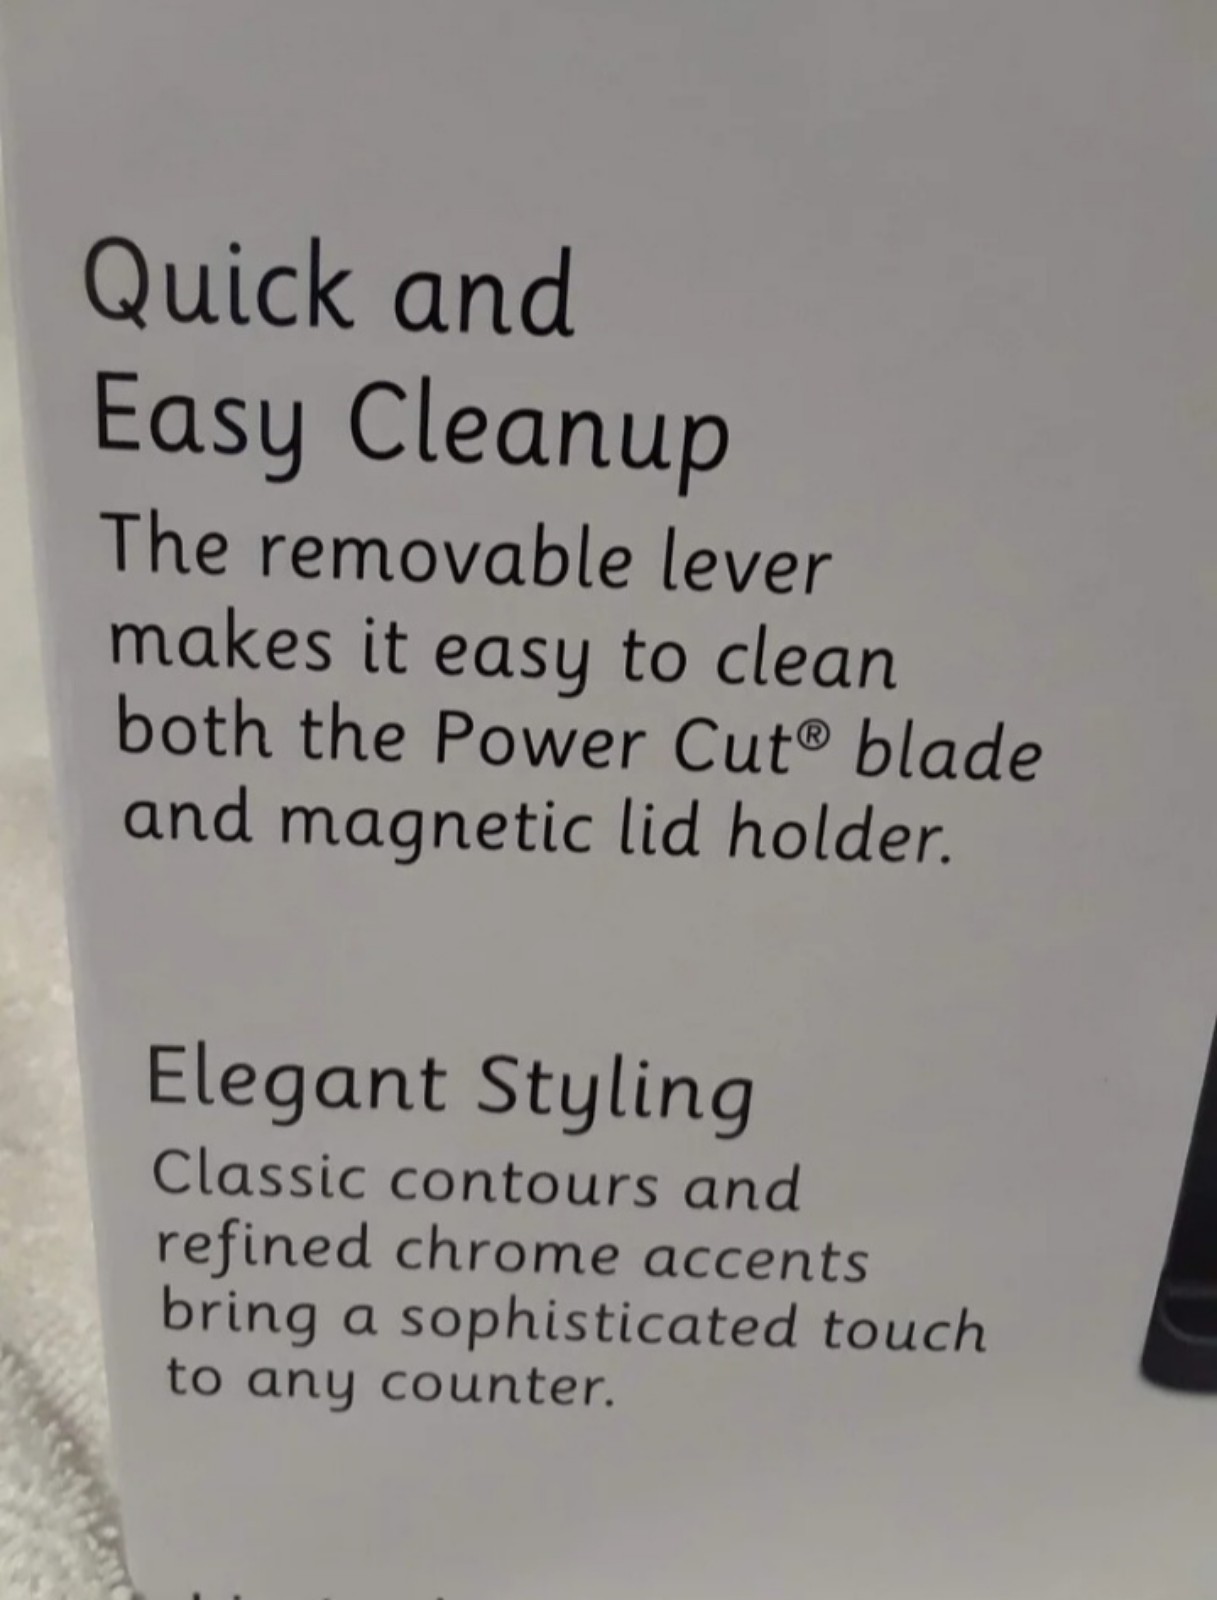 Quick and
Easy Cleanup
The removable lever
makes it easy to clean
both the Power Cut® blade
and magnetic lid holder.
Elegant Styling
Classic contours and
refined chrome accents
bring a sophisticated touch
to any counter.